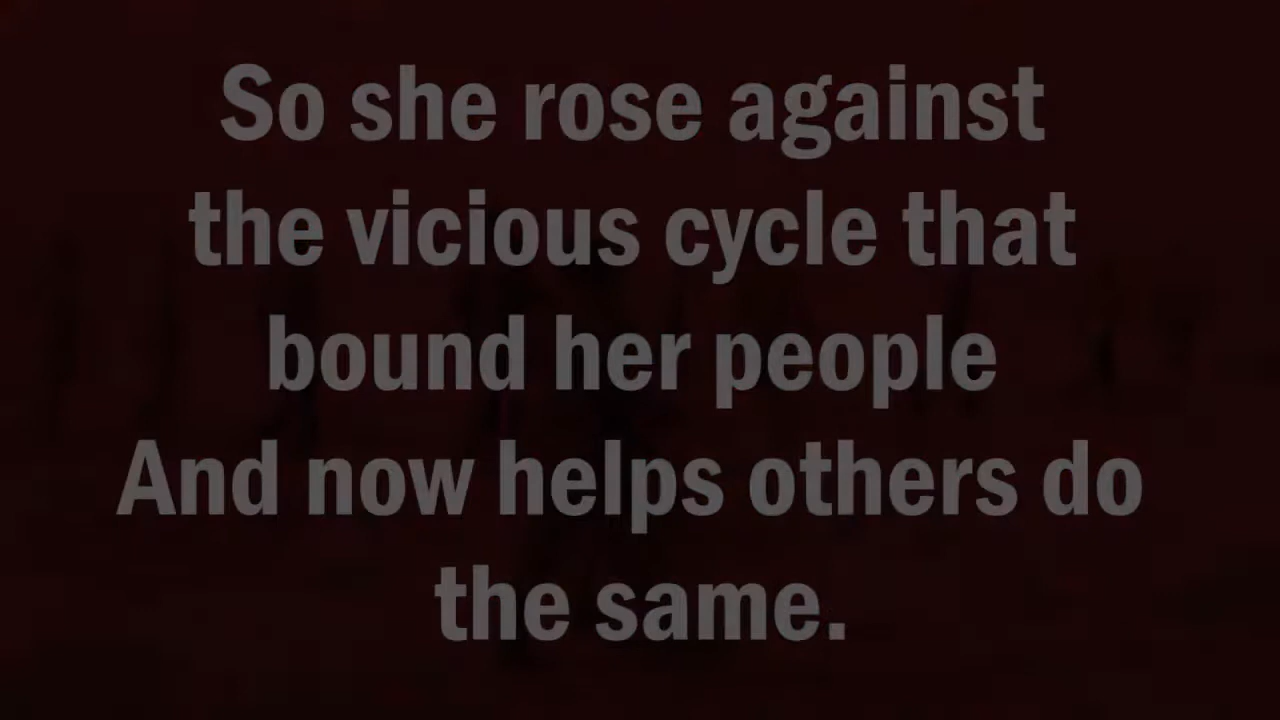 So she rose against
the vicious cycle that
bound her people
And now helps others do
the same.